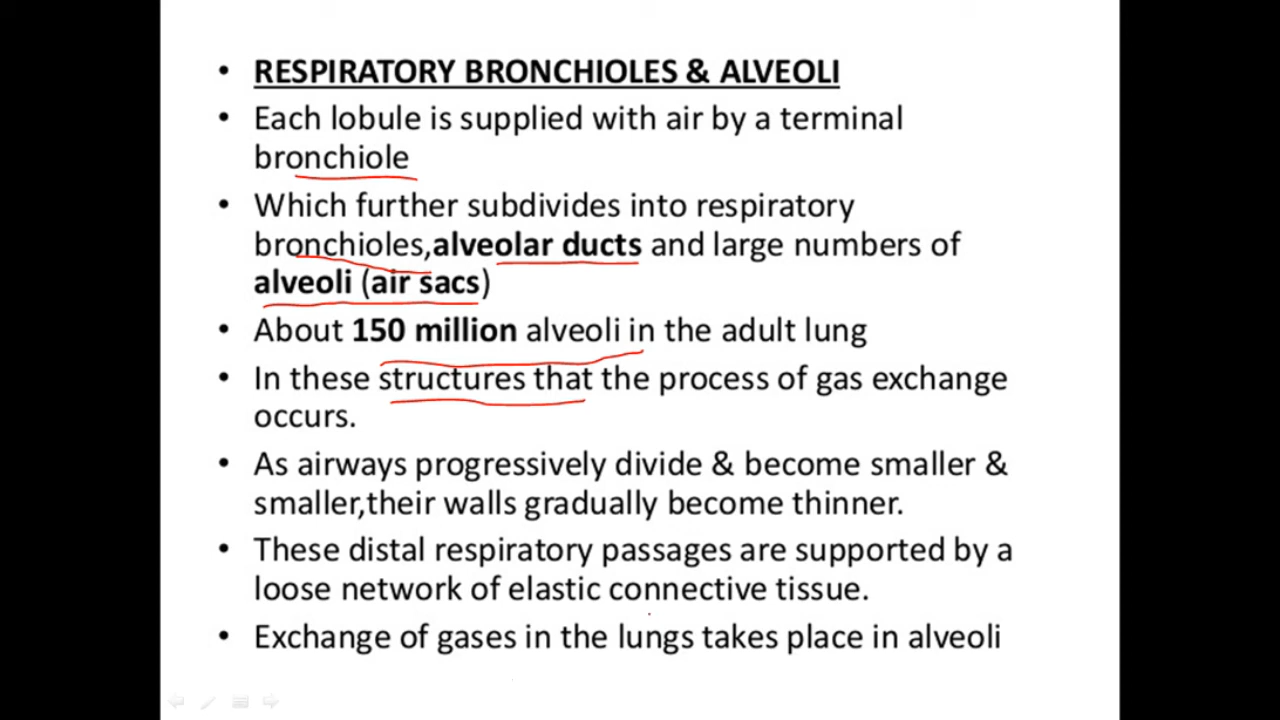 • RESPIRATORY BRONCHIOLES & ALVEOLI
• Each lobule is supplied with air by a terminal
bronchiole
• Which further subdivides into respiratory
bronchioles,alveolar ducts and large numbers of
alveoli (air sacs)
• About 150 million alveoli in the adult lung
• In these structures that the process of gas exchange
occurs.
• As airways progressively divide & become smaller &
smaller,their walls gradually become thinner.
• These distal respiratory passages are supported by a
loose network of elastic connective tissue.
• Exchange of gases in the lungs takes place in alveoli